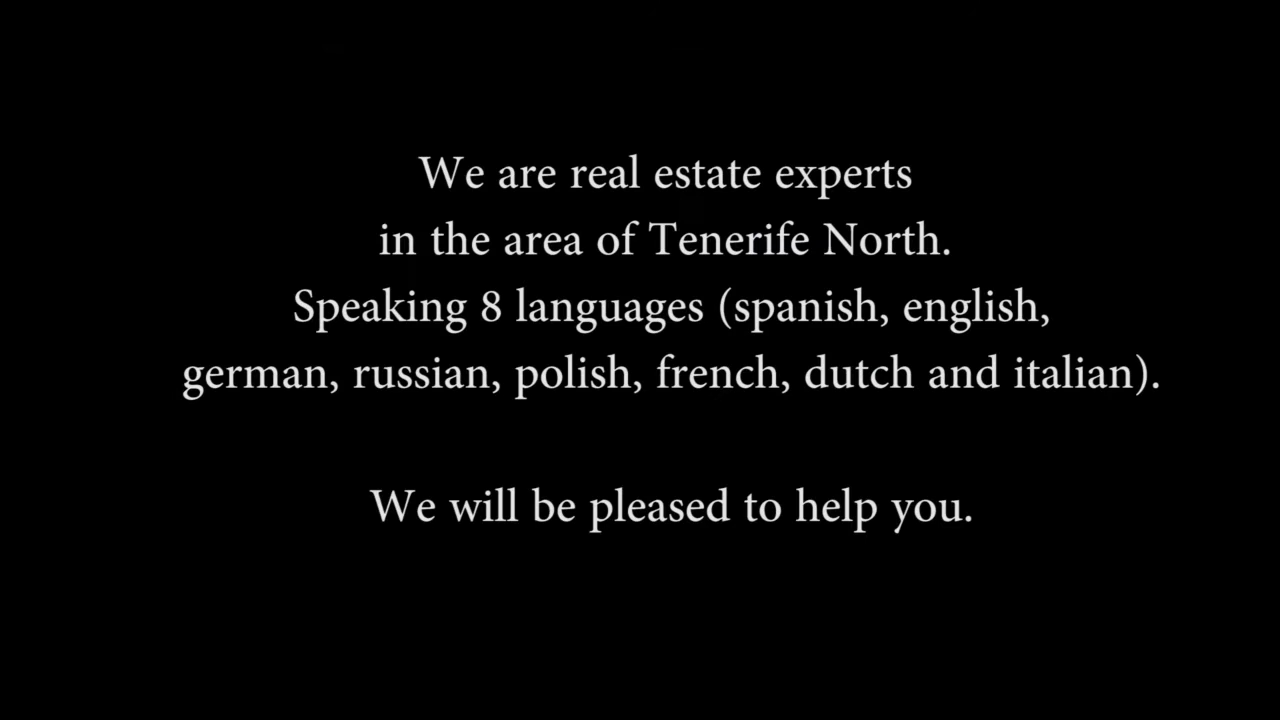 We are real estate experts
in the area of Tenerife North.
Speaking 8 languages (spanish, english,
german, russian, polish, french, dutch and italian).
We will be pleased to help you.